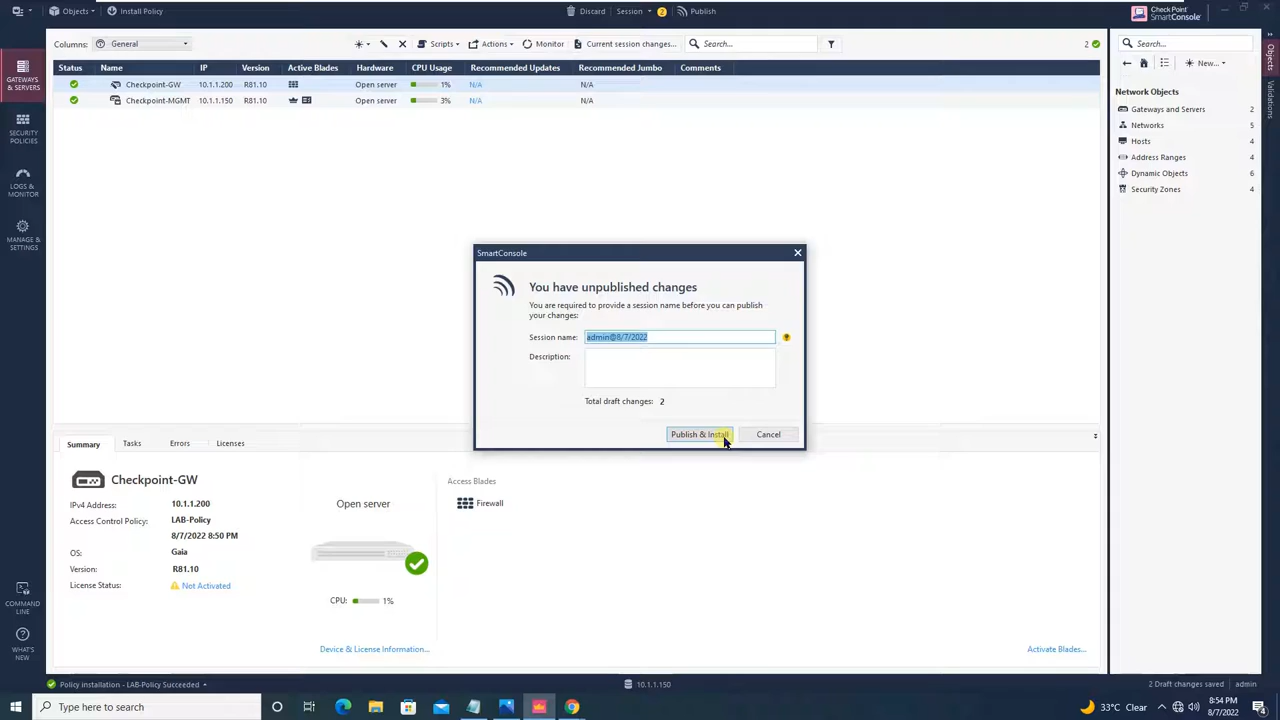 Objects
Install Policy
Discard
Session
2
Publish
Check Point
SmartConsole
Columns:
General
Scripts
Actions
Monitor
Current session changes...
Search...
2
Status
Name
IP
Version
Active Blades
Hardware
CPU Usage
Recommended Updates
Recommended Jumbo
Comments
Checkpoint-GW
10.1.1.200
R81.10
Open server
1%
N/A
N/A
Checkpoint-MGMT
10.1.1.150
R81.10
Open server
3%
N/A
N/A
GATEWAYS
& SERVERS
SECURITY
POLICIES
LOGS &
MONITOR
MANAGE &
SETTINGS
COMMAND
LINE
WHAT'S
NEW
Search...
New...
Network Objects
Gateways and Servers 2
Networks 5
Hosts 4
Address Ranges 4
Dynamic Objects 6
Security Zones 4
Objects
Validations
SmartConsole
You have unpublished changes
You are required to provide a session name before you can publish
your changes:
Session name:
admin@8/7/2022
Description:
Total draft changes: 2
Publish & Install
Cancel
Summary
Tasks
Errors
Licenses
Checkpoint-GW
IPv4 Address: 10.1.1.200
Access Control Policy: LAB-Policy
8/7/2022 8:50 PM
OS: Gaia
Version: R81.10
License Status: Not Activated
Open server
CPU: 1%
Device & License Information...
Access Blades
Firewall
Activate Blades...
Policy installation - LAB-Policy Succeeded
10.1.1.150
2 Draft changes saved
admin
Type here to search
33°C Clear
8:54 PM
8/7/2022